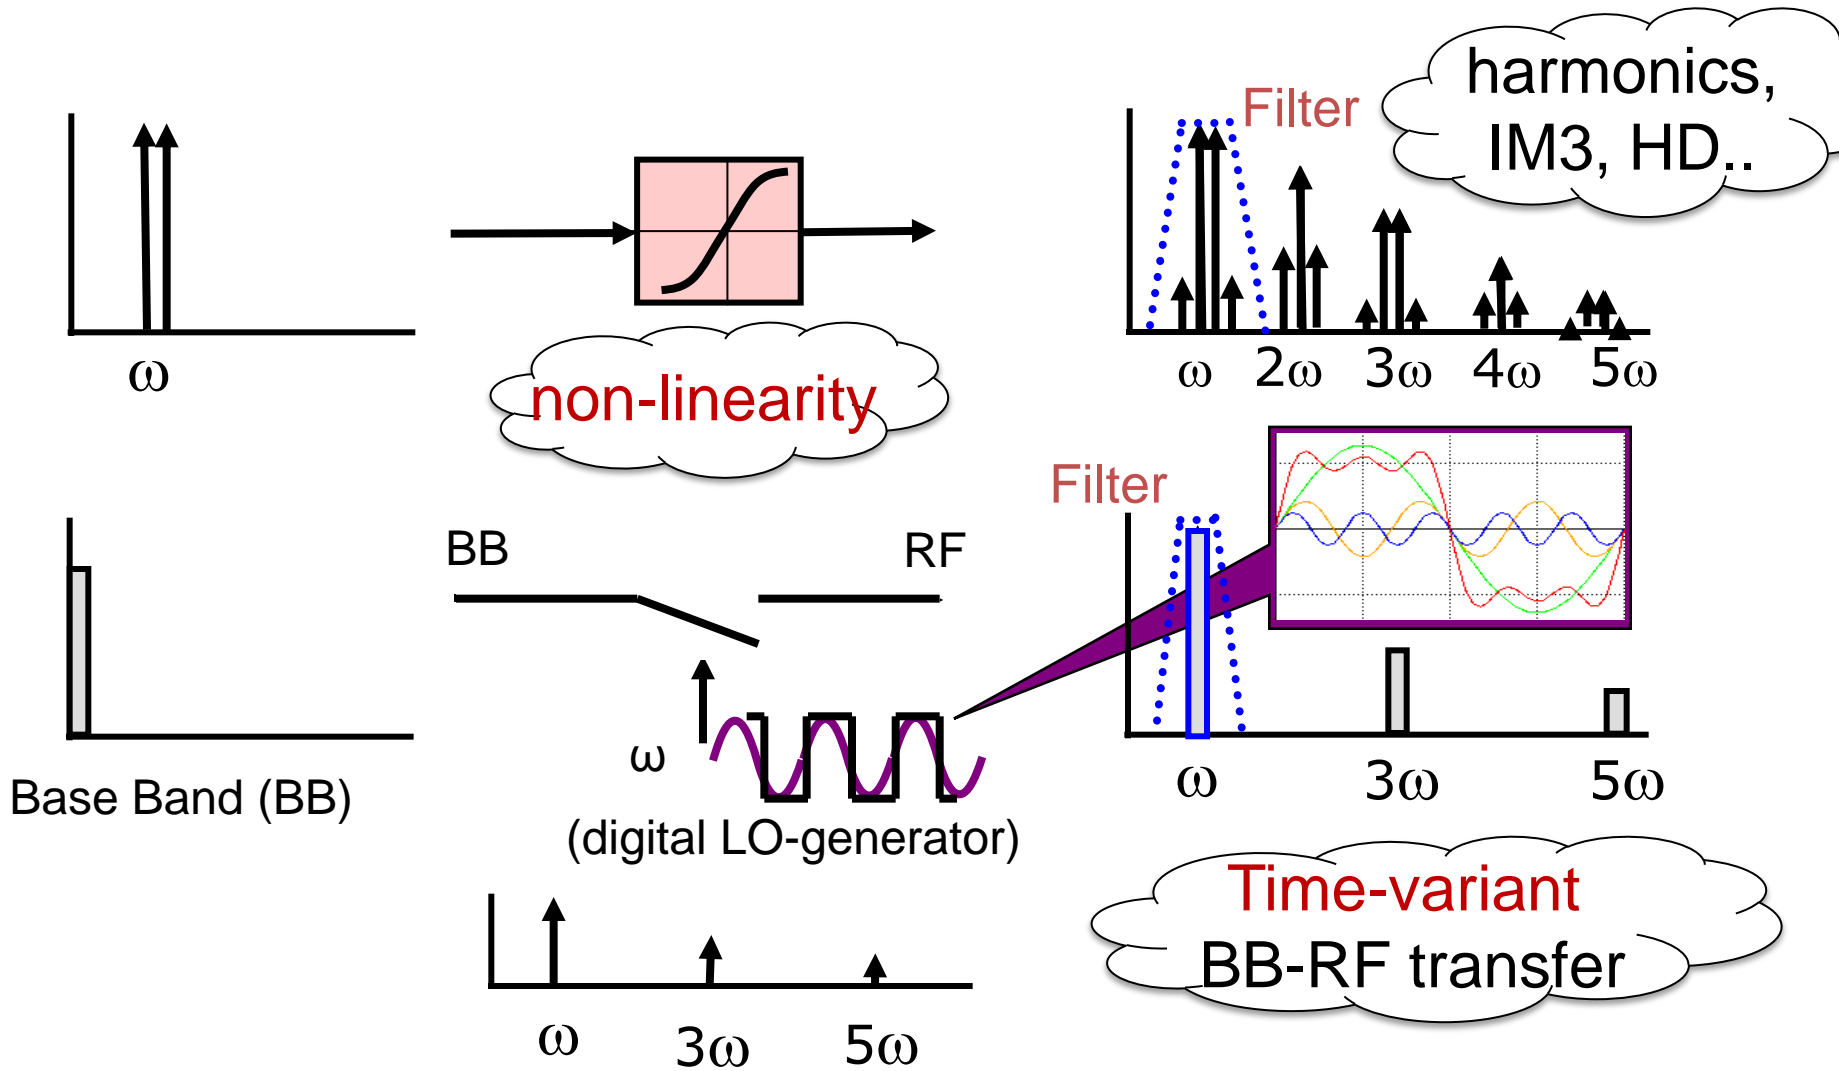 harmonics,
IM3, HD..
Filter
ω
ω 2ω 3ω 4ω 5ω
non-linearity
Filter
BB
RF
ω
Base Band (BB)
(digital LO-generator)
ω 3ω 5ω
Time-variant
BB-RF transfer
ω 3ω 5ω